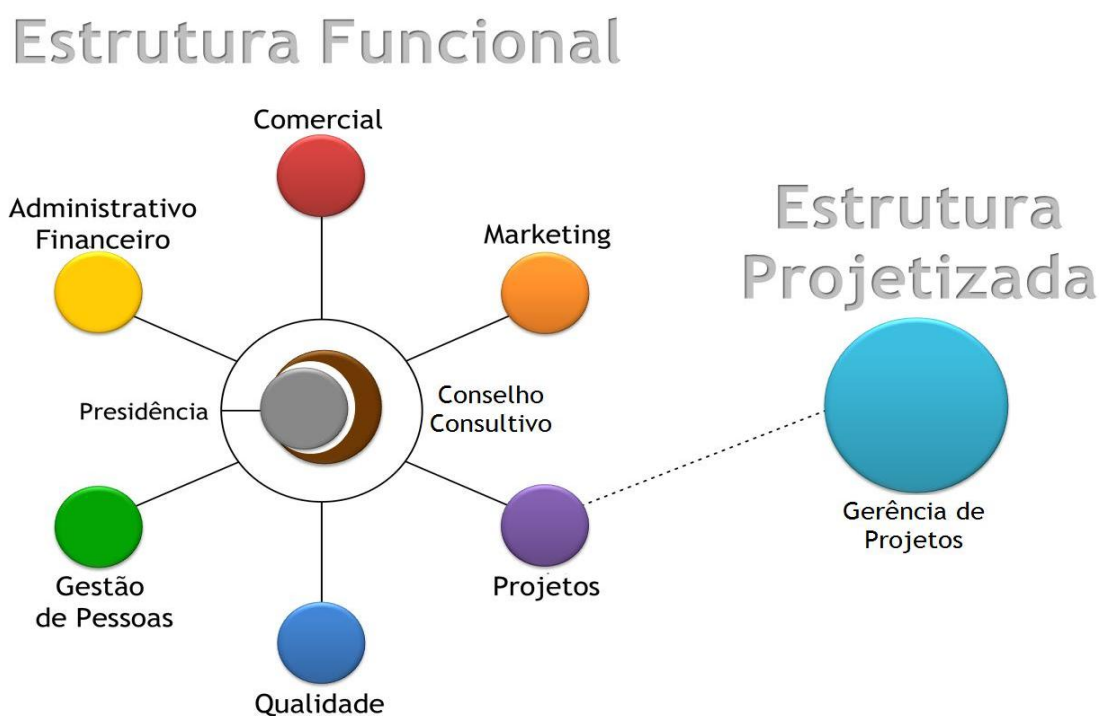 Estrutura Funcional
Comercial
Administrativo
Financeiro
Marketing
Estrutura
Projetizada
Presidência
Conselho
Consultivo
Gerência de
Projetos
Gestão
de Pessoas
Projetos
Qualidade